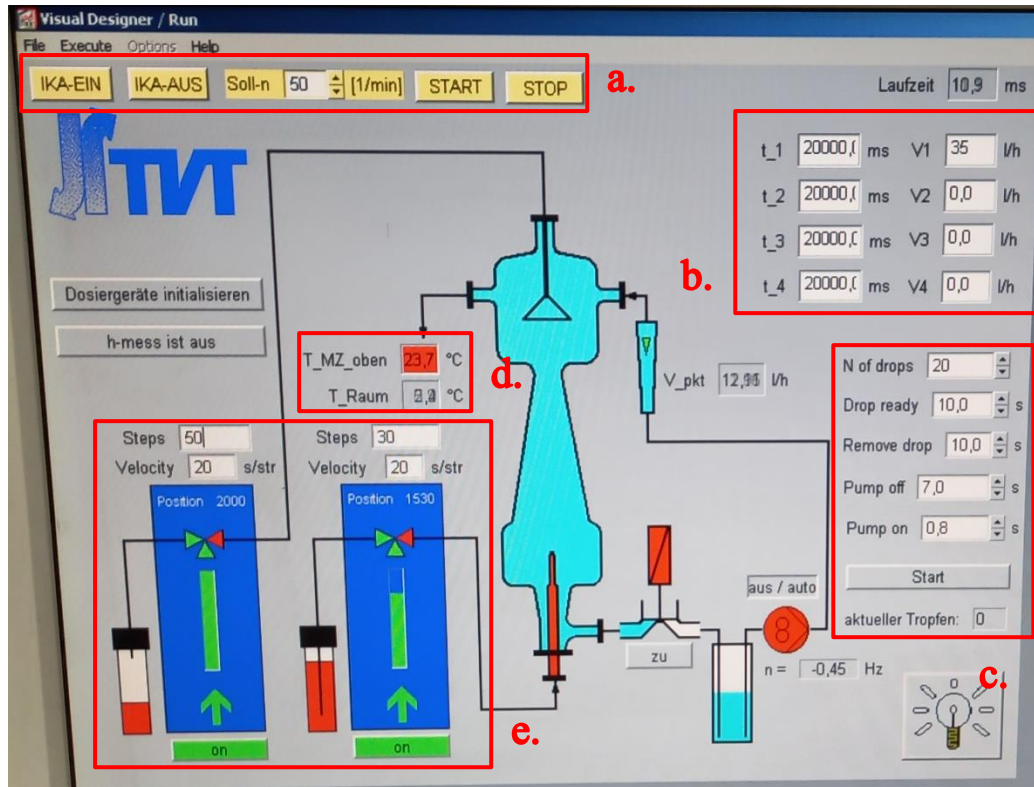 Visual Designer / Run
File Execute Options Help
IKA-EIN IKA-AUS Soll-n 50 [1/min] START STOP a.
Laufzeit 10,9 ms
TVT
t_1 20000,( ms V1 35 l/h
t_2 20000,( ms V2 0,0 l/h
t_3 20000,( ms V3 0,0 l/h
b.
t_4 20000,( ms V4 0,0 l/h
Dosiergeräte initialisieren
h-mess ist aus
T_MZ_oben 23,7 °C
d.
T_Raum °C
V_pkt l/h
N of drops 20
Drop ready 10,0 s
Remove drop 10,0 s
Pump off 7,0 s
Pump on 0,8 s
Start
aktueller Tropfen: 0
c.
Steps 50 Steps 30
Velocity 20 s/str Velocity 20 s/str
Position 2000 Position 1530
aus / auto
zu
n = -0,45 Hz
e.
on on